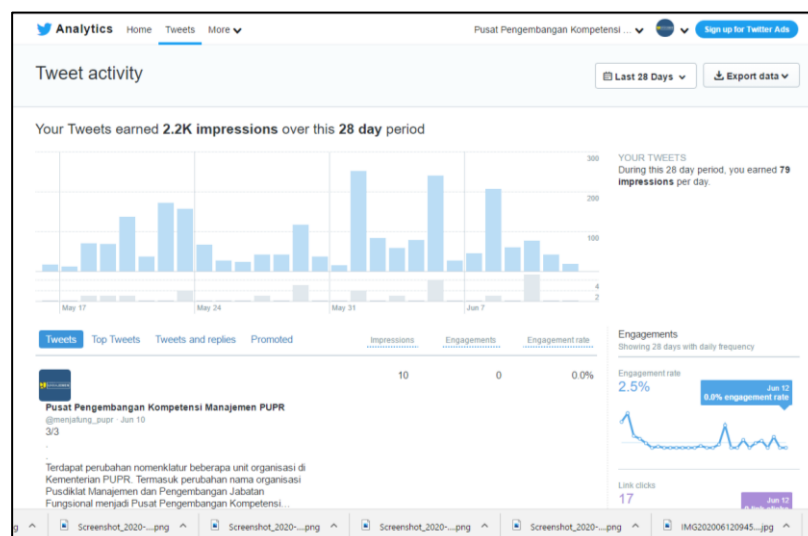 Analytics Home Tweets More
Pusat Pengembangan Kompetensi ...
Sign up for Twitter Ads
Tweet activity
Last 28 Days
Export data
Your Tweets earned 2.2K impressions over this 28 day period
300
200
100
4
2
May 17
May 24
May 31
Jun 7
YOUR TWEETS
During this 28 day period, you earned 79
impressions per day.
Tweets Top Tweets Tweets and replies Promoted
Impressions Engagements Engagement rate
10 0 0.0%
Pusat Pengembangan Kompetensi Manajemen PUPR
@menjafung_pupr · Jun 10
3/3
.
.
Terdapat perubahan nomenklatur beberapa unit organisasi di
Kementerian PUPR. Termasuk perubahan nama organisasi
Pusdiklat Manajemen dan Pengembangan Jabatan
Fungsional menjadi Pusat Pengembangan Kompetensi...
Engagements
Showing 28 days with daily frequency
Engagement rate
2.5%
Jun 12
0.0% engagement rate
Link clicks
17
Jun 12
g
Screenshot_2020-....png
Screenshot_2020-....png
Screenshot_2020-....png
Screenshot_2020-....png
IMG202006120945....jpg